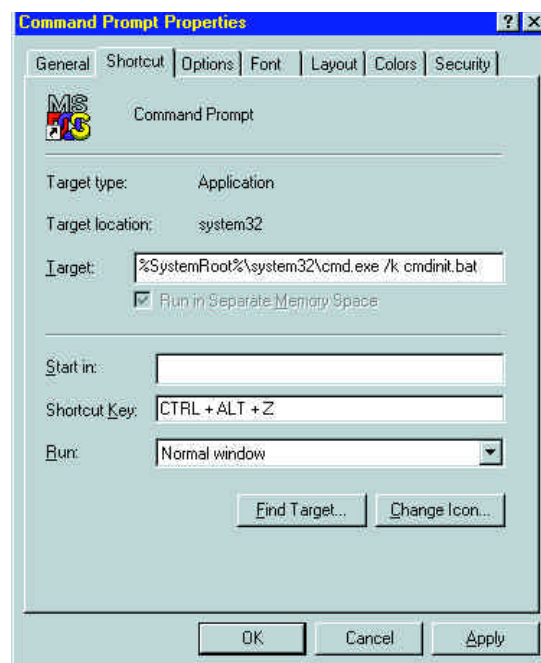 Command Prompt Properties
General Shortcut Options Font Layout Colors Security
MS
Command Prompt
Target type: Application
Target location: system32
Target: %SystemRoot%\system32\cmd.exe /k cmdinit.bat
Run in Separate Memory Space
Start in:
Shortcut Key: CTRL + ALT + Z
Run: Normal window
Find Target... Change Icon...
OK Cancel Apply